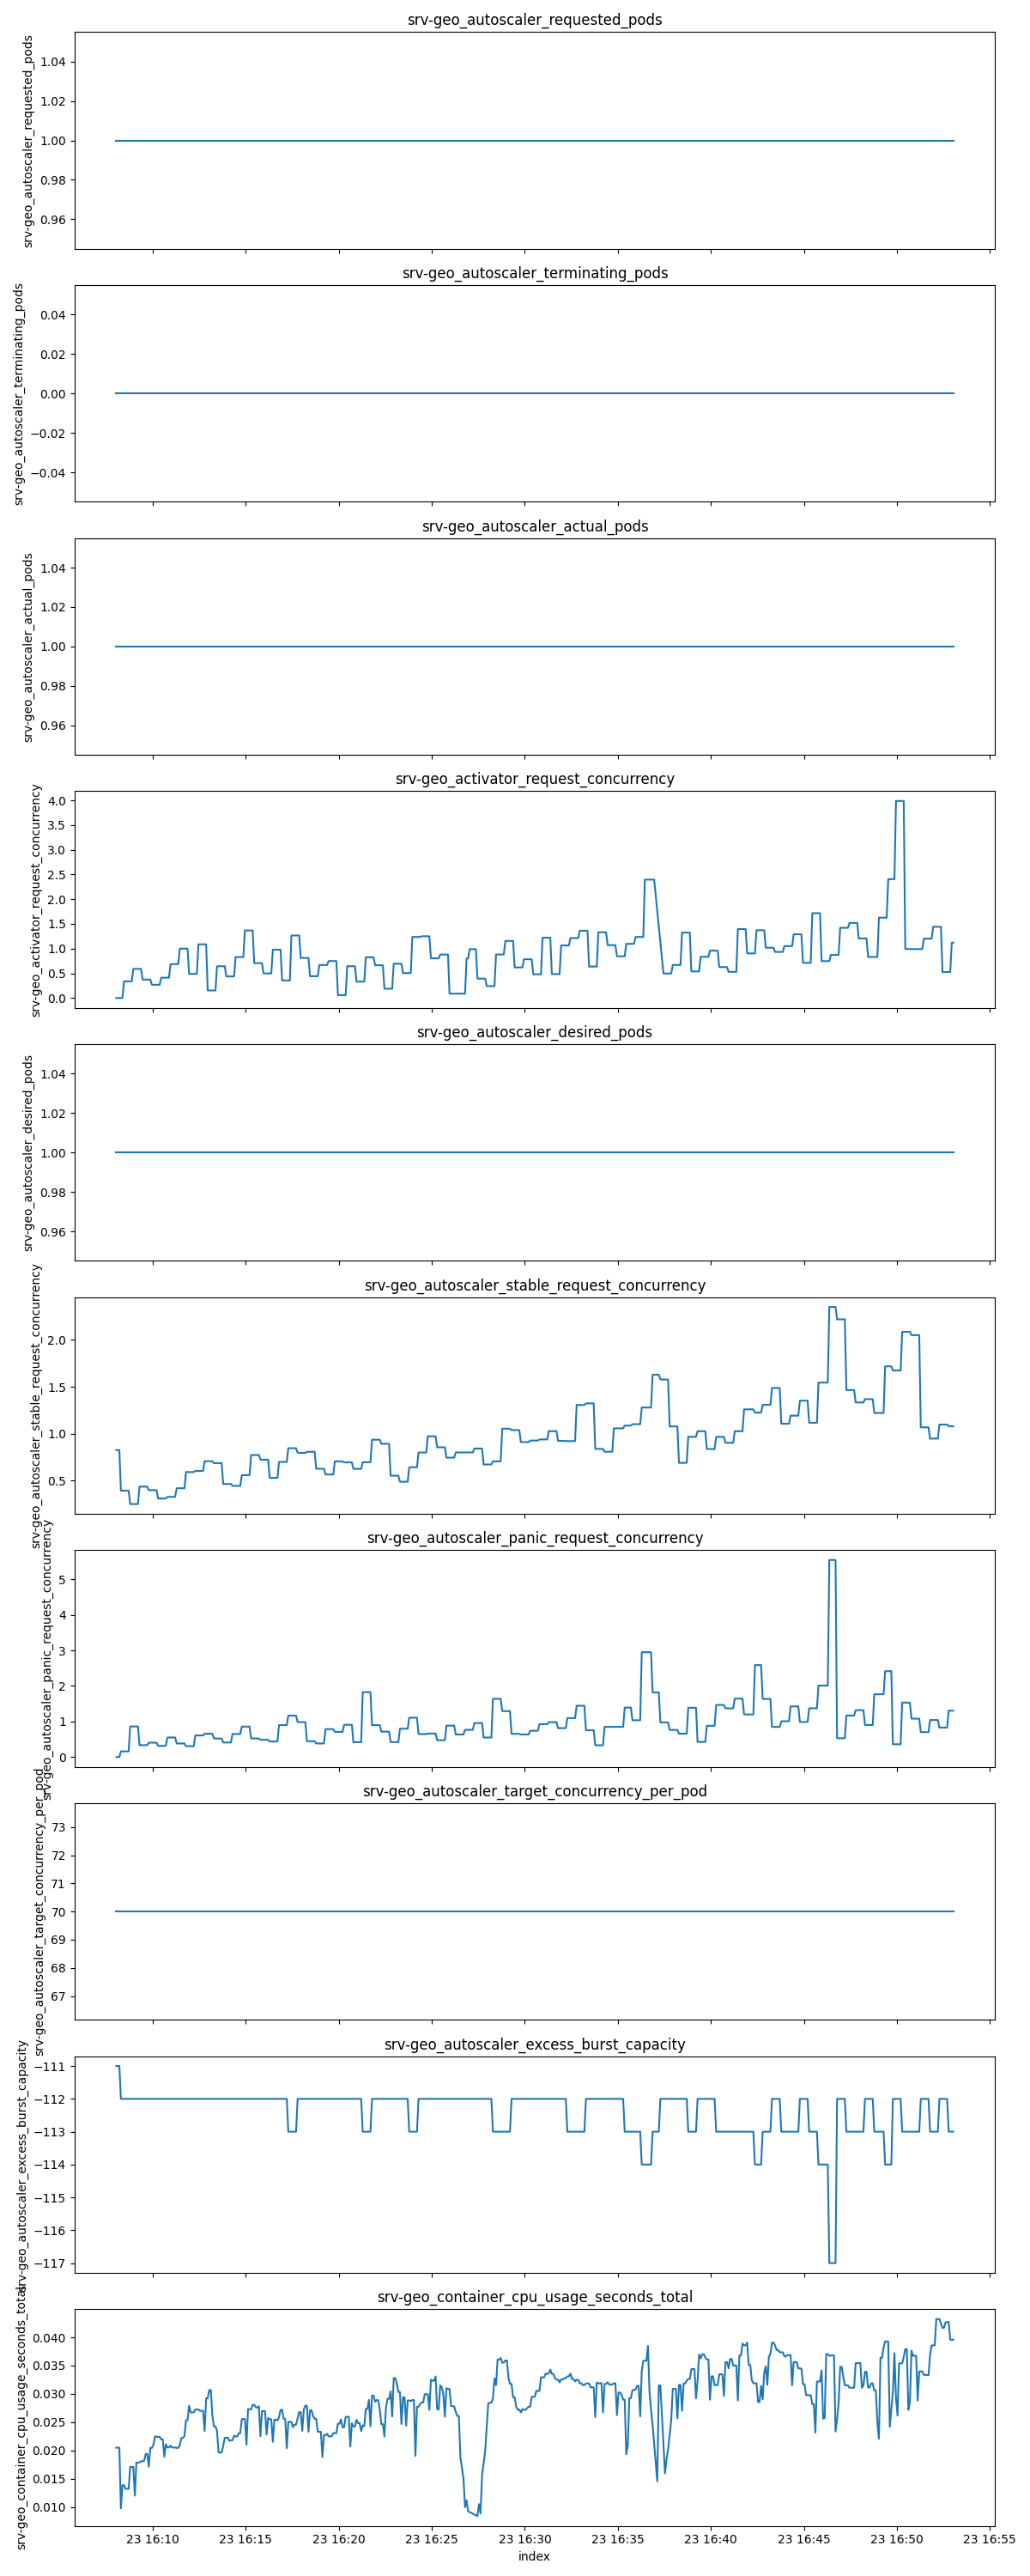 srv-geo_autoscaler_requested_pods
srv-geo_autoscaler_requested_pods
1.04
1.02
1.00
0.98
0.96
srv-geo_autoscaler_terminating_pods
srv-geo_autoscaler_terminating_pods
0.04
0.02
0.00
−0.02
−0.04
srv-geo_autoscaler_actual_pods
srv-geo_autoscaler_actual_pods
1.04
1.02
1.00
0.98
0.96
srv-geo_activator_request_concurrency
srv-geo_activator_request_concurrency
4.0
3.5
3.0
2.5
2.0
1.5
1.0
0.5
0.0
srv-geo_autoscaler_desired_pods
srv-geo_autoscaler_desired_pods
1.04
1.02
1.00
0.98
0.96
srv-geo_autoscaler_stable_request_concurrency
srv-geo_autoscaler_stable_request_concurrency
2.0
1.5
1.0
0.5
srv-geo_autoscaler_panic_request_concurrency
srv-geo_autoscaler_panic_request_concurrency
5
4
3
2
1
0
srv-geo_autoscaler_target_concurrency_per_pod
srv-geo_autoscaler_target_concurrency_per_pod
73
72
71
70
69
68
67
srv-geo_autoscaler_excess_burst_capacity
srv-geo_autoscaler_excess_burst_capacity
−111
−112
−113
−114
−115
−116
−117
srv-geo_container_cpu_usage_seconds_total
srv-geo_container_cpu_usage_seconds_total
0.040
0.035
0.030
0.025
0.020
0.015
0.010
23 16:10 23 16:15 23 16:20 23 16:25 23 16:30 23 16:35 23 16:40 23 16:45 23 16:50 23 16:55
index